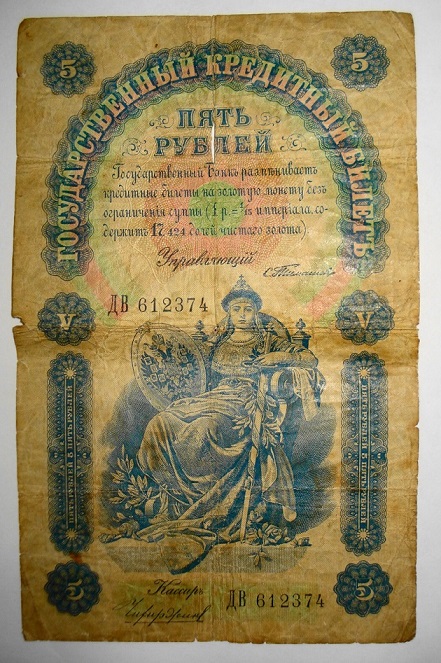 5 5
ГОСУДАРСТВЕННЫЙ КРЕДИТНЫЙ БИЛЕТЪ
ПЯТЬ
РУБЛЕЙ
Государственный Банкъ размѣниваетъ
кредитные билеты на золотую монету безъ
ограниченія суммы (1 р. = 1/15 имперіала, со-
держитъ 17,424 долей чистаго золота).
Управляющій
ДВ 612374
V V
Кассиръ
ДВ 612374
5 5